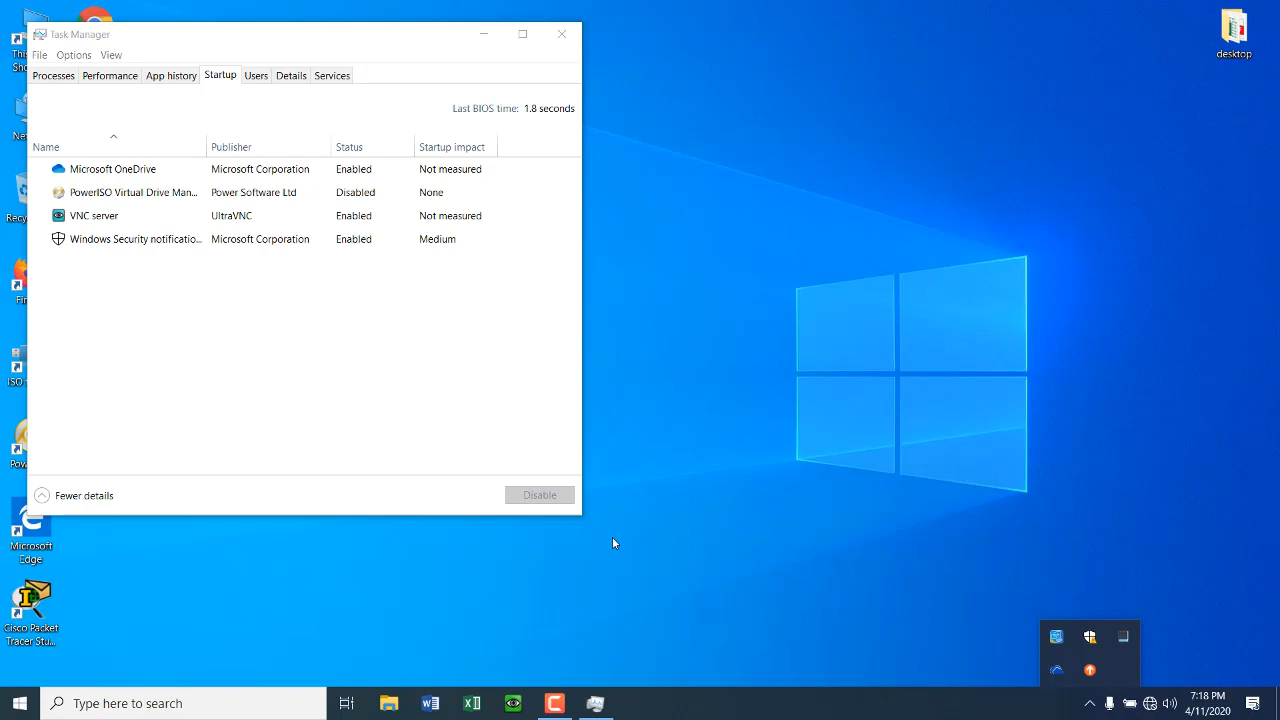 Task Manager
File Options View
Processes Performance App history Startup Users Details Services
Last BIOS time: 1.8 seconds
Name Publisher Status Startup impact
Microsoft OneDrive Microsoft Corporation Enabled Not measured
PowerISO Virtual Drive Man... Power Software Ltd Disabled None
VNC server UltraVNC Enabled Not measured
Windows Security notificatio... Microsoft Corporation Enabled Medium
Fewer details Disable
desktop
Microsoft
Edge
Cisco Packet
Tracer Stu...
Type here to search
7:18 PM
4/11/2020